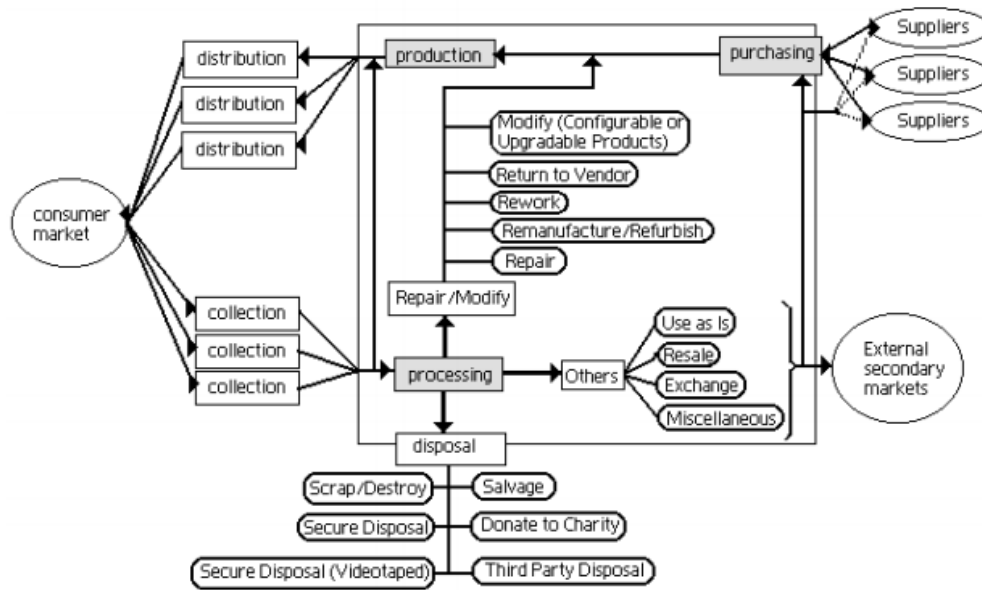 Suppliers
distribution
production
purchasing
Suppliers
distribution
Suppliers
distribution
Modify (Configurable or
Upgradable Products)
Return to Vendor
consumer
market
Rework
Remanufacture/Refurbish
Repair
Repair/Modify
collection
Use as Is
collection
Resale
External
secondary
markets
processing
Others
collection
Exchange
Miscellaneous
disposal
Scrap/Destroy
Salvage
Secure Disposal
Donate to Charity
Secure Disposal (Videotaped)
Third Party Disposal